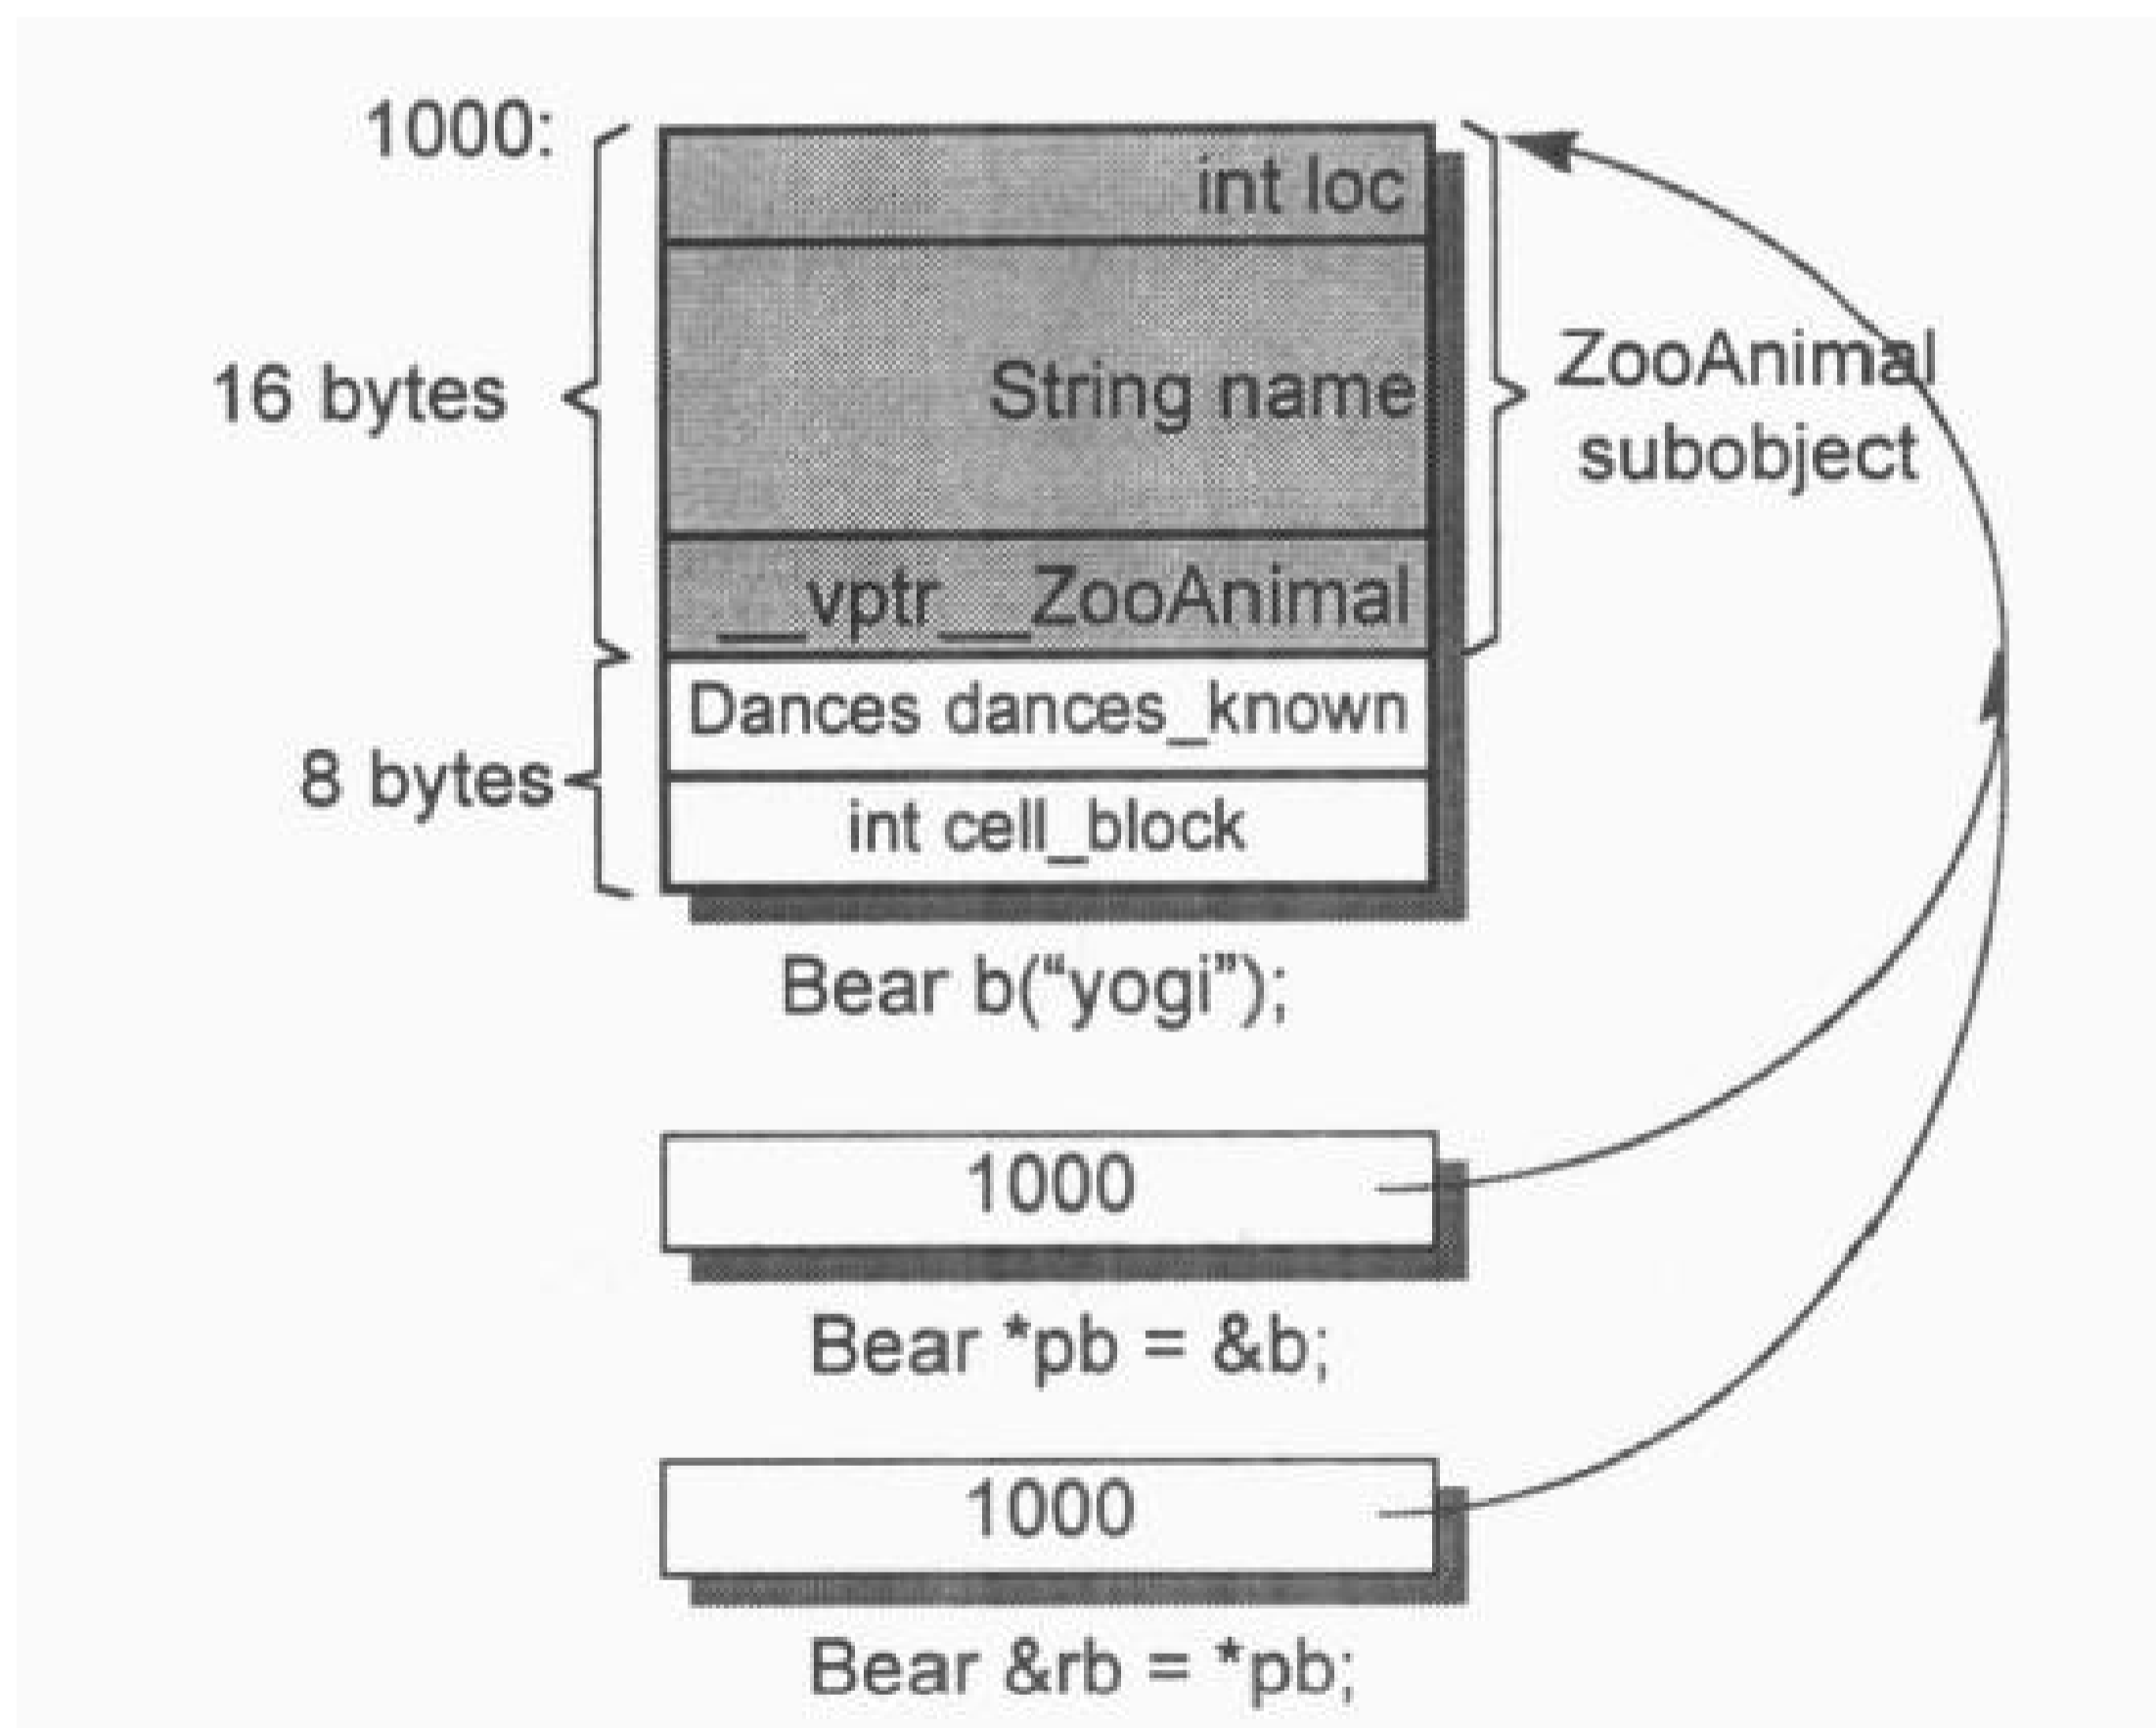 1000:
int loc
16 bytes
String name
ZooAnimal
subobject
__vptr__ZooAnimal
Dances dances_known
8 bytes
int cell_block
Bear b(“yogi”);
1000
Bear *pb = &b;
1000
Bear &rb = *pb;